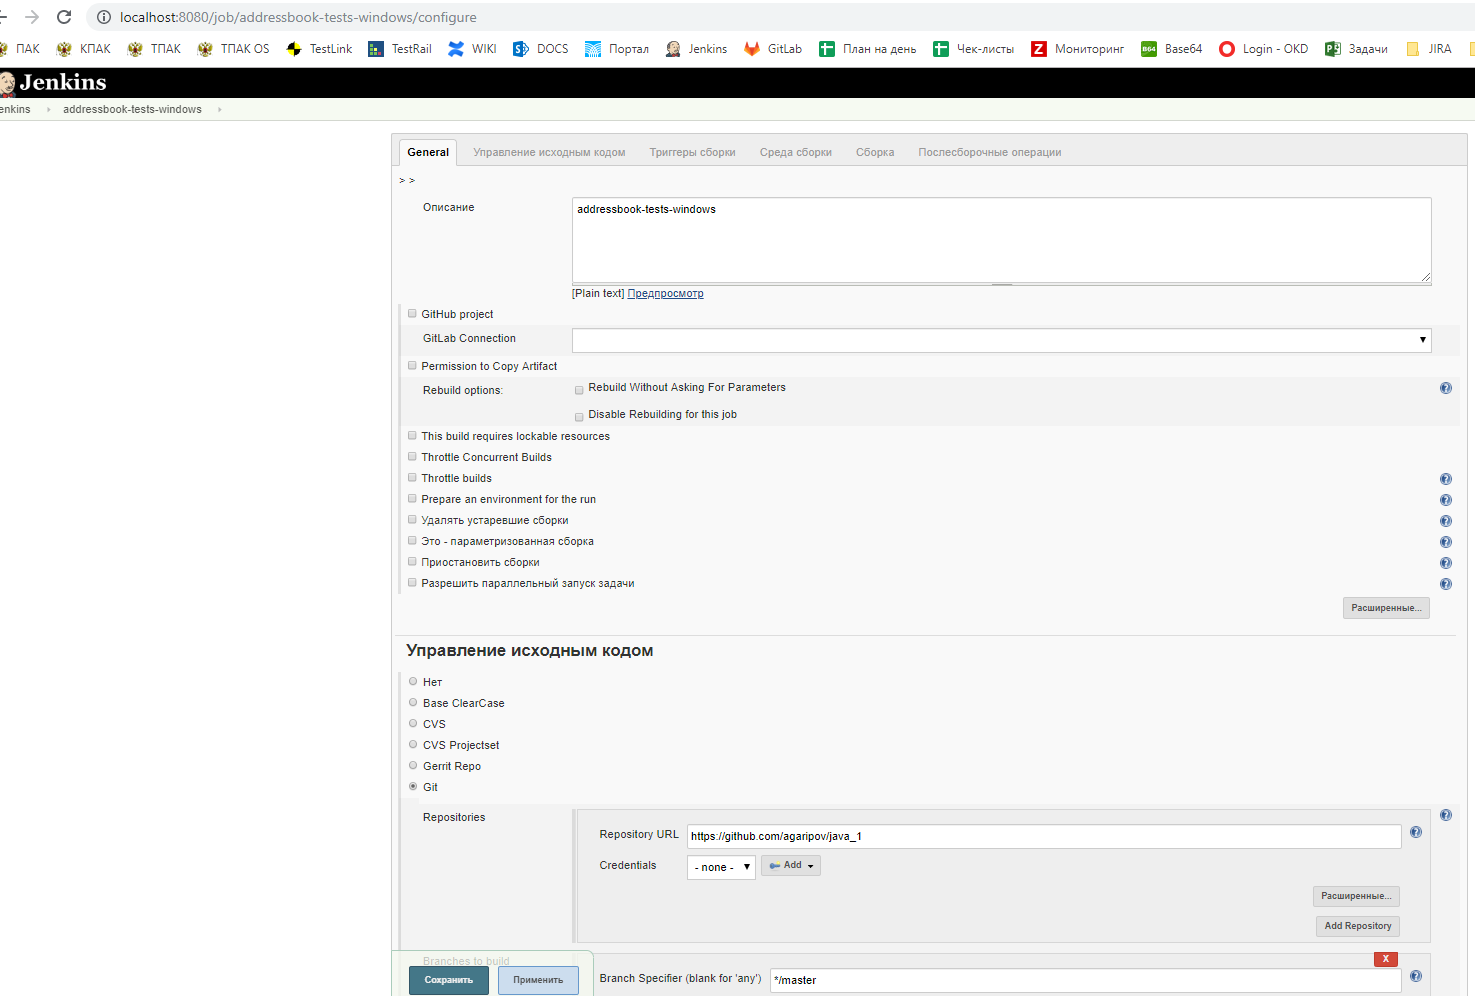 localhost:8080/job/addressbook-tests-windows/configure
ПАК КПАК ТПАК ТПАК OS TestLink TestRail WIKI DOCS Портал Jenkins GitLab План на день Чек-листы Мониторинг Base64 Login - OKD Задачи JIRA
Jenkins
enkins addressbook-tests-windows
General Управление исходным кодом Триггеры сборки Среда сборки Сборка Послесборочные операции
> >
Описание addressbook-tests-windows
[Plain text] Предпросмотр
GitHub project
GitLab Connection
Permission to Copy Artifact
Rebuild options: Rebuild Without Asking For Parameters
Disable Rebuilding for this job
This build requires lockable resources
Throttle Concurrent Builds
Throttle builds
Prepare an environment for the run
Удалять устаревшие сборки
Это - параметризованная сборка
Приостановить сборки
Разрешить параллельный запуск задачи
Расширенные...
Управление исходным кодом
Нет
Base ClearCase
CVS
CVS Projectset
Gerrit Repo
Git
Repositories
Repository URL https://github.com/agaripov/java_1
Credentials - none - Add
Расширенные...
Add Repository
Branches to build
X
Branch Specifier (blank for 'any') */master
Сохранить Применить